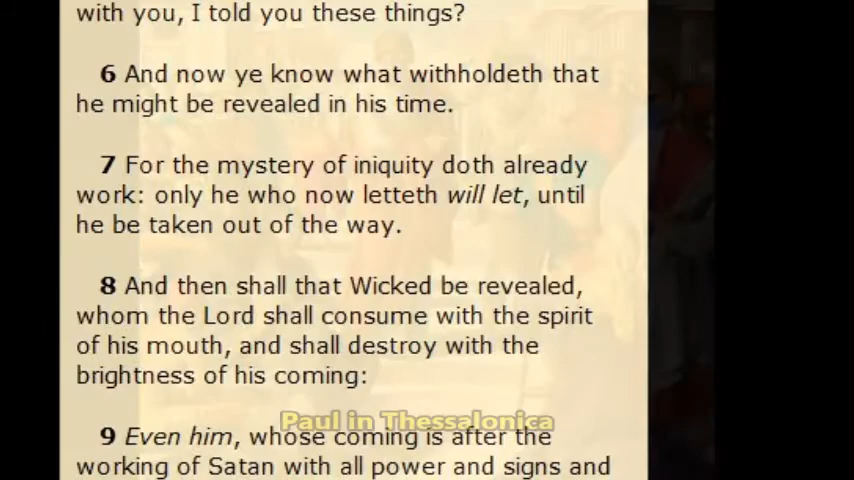 with you, I told you these things?
6 And now ye know what withholdeth that
he might be revealed in his time.
7 For the mystery of iniquity doth already
work: only he who now letteth will let, until
he be taken out of the way.
8 And then shall that Wicked be revealed,
whom the Lord shall consume with the spirit
of his mouth, and shall destroy with the
brightness of his coming:
Paul in Thessalonica
9 Even him, whose coming is after the
working of Satan with all power and signs and